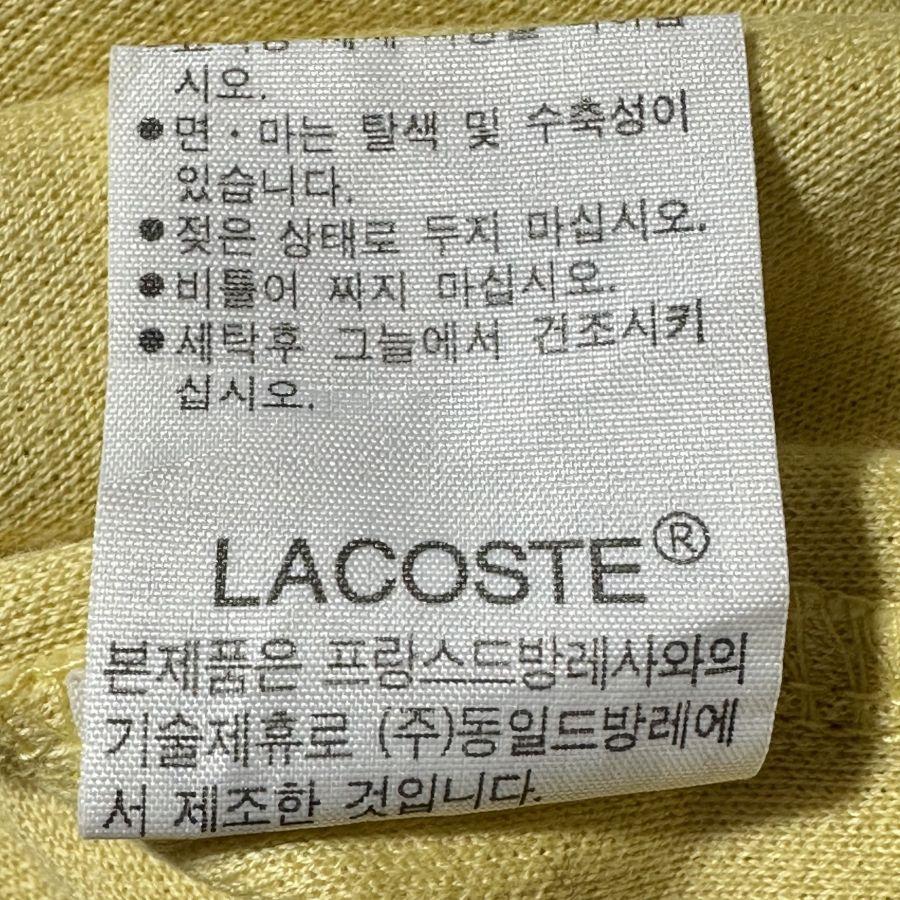 시오.
● 면·마는 탈색 및 수축성이
있습니다.
● 젖은 상태로 두지 마십시오.
● 비틀어 짜지 마십시오.
● 세탁후 그늘에서 건조시키
십시오.
LACOSTE®
본제품은 프랑스드방레사와의
기술제휴로 (주)동일드방레에
서 제조한 것입니다.